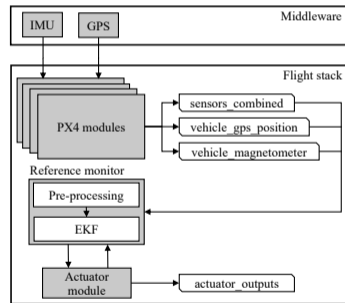 Middleware
IMU
GPS
Flight stack
PX4 modules
sensors_combined
vehicle_gps_position
vehicle_magnetometer
Reference monitor
Pre-processing
EKF
Actuator
module
actuator_outputs